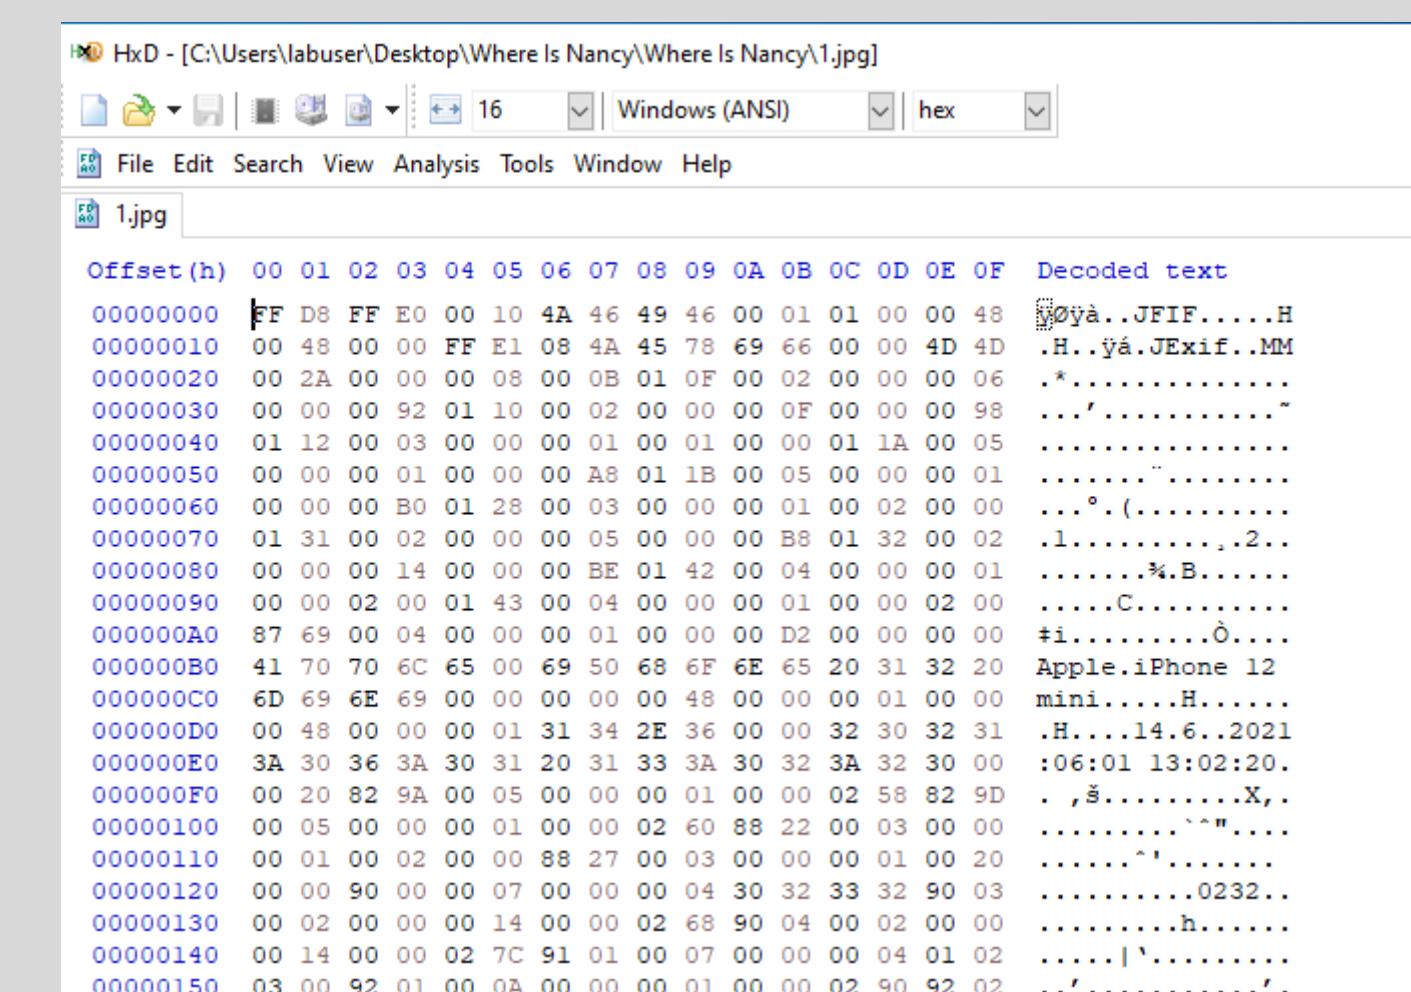 HxD - [C:\Users\labuser\Desktop\Where Is Nancy\Where Is Nancy\1.jpg]
16 Windows (ANSI) hex
File Edit Search View Analysis Tools Window Help
1.jpg
Offset(h) 00 01 02 03 04 05 06 07 08 09 0A 0B 0C 0D 0E 0F Decoded text
00000000 FF D8 FF E0 00 10 4A 46 49 46 00 01 01 00 00 48 ÿØÿà..JFIF.....H
00000010 00 48 00 00 FF E1 08 4A 45 78 69 66 00 00 4D 4D .H..ÿá.JExif..MM
00000020 00 2A 00 00 00 08 00 0B 01 0F 00 02 00 00 00 06 .*..............
00000030 00 00 00 92 01 10 00 02 00 00 00 0F 00 00 00 98 ...’...........˜
00000040 01 12 00 03 00 00 00 01 00 01 00 00 01 1A 00 05 ................
00000050 00 00 00 01 00 00 00 A8 01 1B 00 05 00 00 00 01 .......¨........
00000060 00 00 00 B0 01 28 00 03 00 00 00 01 00 02 00 00 ...°.(..........
00000070 01 31 00 02 00 00 00 05 00 00 00 B8 01 32 00 02 .1.........¸.2..
00000080 00 00 00 14 00 00 00 BE 01 42 00 04 00 00 00 01 .......¾.B......
00000090 00 00 02 00 01 43 00 04 00 00 00 01 00 00 02 00 .....C..........
000000A0 87 69 00 04 00 00 00 01 00 00 00 D2 00 00 00 00 ‡i.........Ò....
000000B0 41 70 70 6C 65 00 69 50 68 6F 6E 65 20 31 32 20 Apple.iPhone 12
000000C0 6D 69 6E 69 00 00 00 00 00 48 00 00 00 01 00 00 mini.....H......
000000D0 00 48 00 00 00 01 31 34 2E 36 00 00 32 30 32 31 .H....14.6..2021
000000E0 3A 30 36 3A 30 31 20 31 33 3A 30 32 3A 32 30 00 :06:01 13:02:20.
000000F0 00 20 82 9A 00 05 00 00 00 01 00 00 02 58 82 9D . ‚š.........X‚.
00000100 00 05 00 00 00 01 00 00 02 60 88 22 00 03 00 00 .........`ˆ"....
00000110 00 01 00 02 00 00 88 27 00 03 00 00 00 01 00 20 ......ˆ'.......
00000120 00 00 90 00 00 07 00 00 00 04 30 32 33 32 90 03 ..........0232..
00000130 00 02 00 00 00 14 00 00 02 68 90 04 00 02 00 00 .........h......
00000140 00 14 00 00 02 7C 91 01 00 07 00 00 00 04 01 02 .....|‘.........
00000150 03 00 92 01 00 0A 00 00 00 01 00 00 02 90 92 02 ..’...........’.